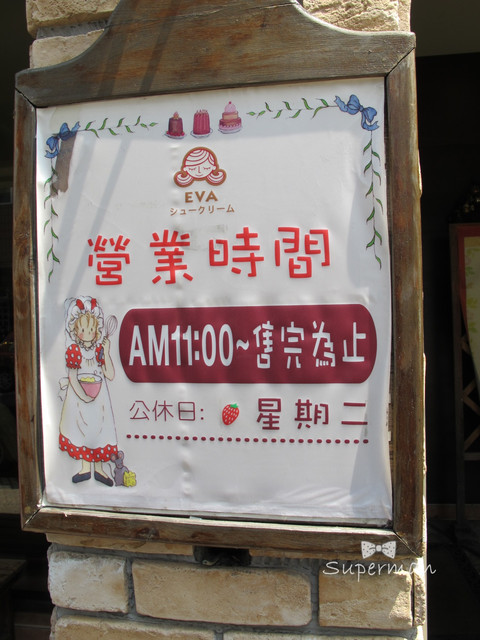 EVA
シュークリーム
營業時間
AM11:00~售完為止
公休日: 星期二
Superman